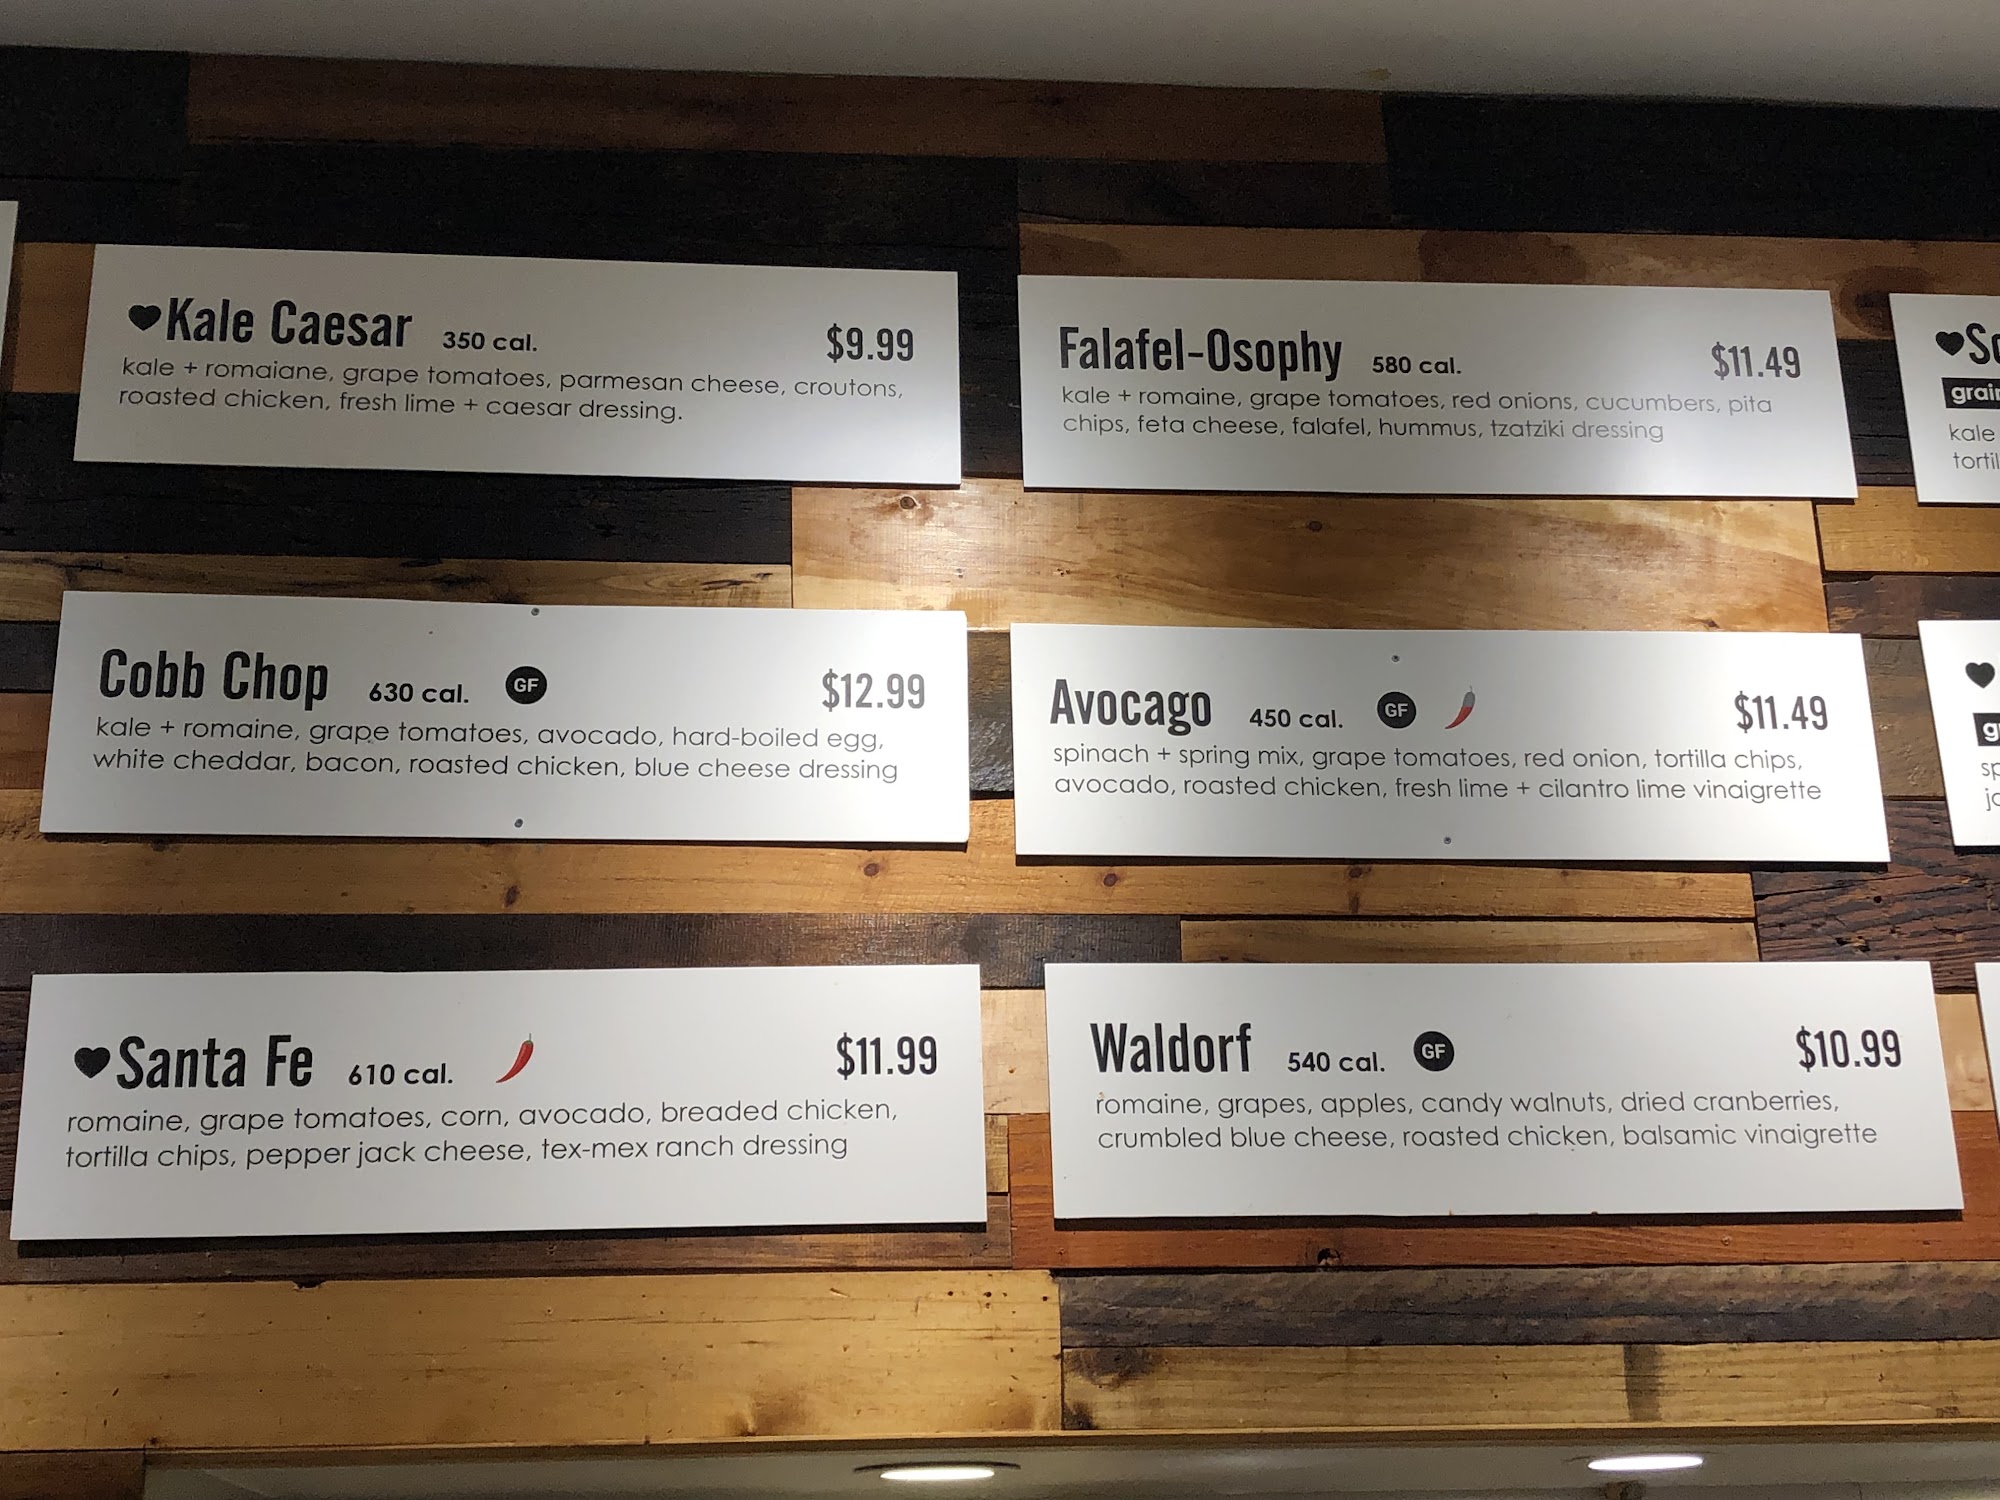 Kale Caesar 350 cal. $9.99
kale + romaiane, grape tomatoes, parmesan cheese, croutons,
roasted chicken, fresh lime + caesar dressing.
Falafel-Osophy 580 cal. $11.49
kale + romaine, grape tomatoes, red onions, cucumbers, pita
chips, feta cheese, falafel, hummus, tzatziki dressing
kale
Cobb Chop 630 cal. GF $12.99
kale + romaine, grape tomatoes, avocado, hard-boiled egg,
white cheddar, bacon, roasted chicken, blue cheese dressing
Avocago 450 cal. GF $11.49
spinach + spring mix, grape tomatoes, red onion, tortilla chips,
avocado, roasted chicken, fresh lime + cilantro lime vinaigrette
Santa Fe 610 cal. $11.99
romaine, grape tomatoes, corn, avocado, breaded chicken,
tortilla chips, pepper jack cheese, tex-mex ranch dressing
Waldorf 540 cal. GF $10.99
romaine, grapes, apples, candy walnuts, dried cranberries,
crumbled blue cheese, roasted chicken, balsamic vinaigrette